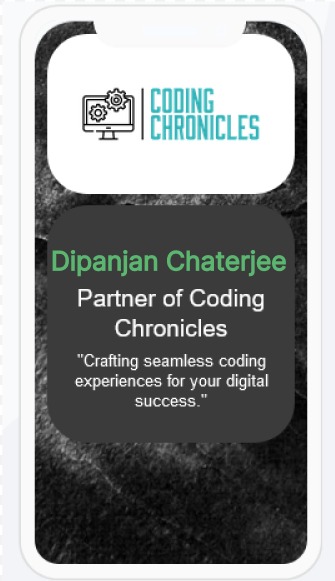 CODING
CHRONICLES
Dipanjan Chaterjee
Partner of Coding
Chronicles
"Crafting seamless coding
experiences for your digital
success."